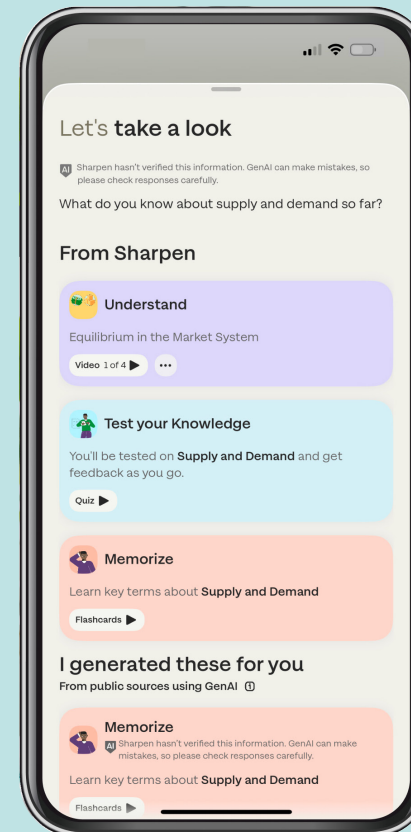 Let's take a look
AI Sharpen hasn't verified this information. GenAI can make mistakes, so
please check responses carefully.
What do you know about supply and demand so far?
From Sharpen
Understand
Equilibrium in the Market System
Video 1 of 4
Test your Knowledge
You'll be tested on Supply and Demand and get
feedback as you go.
Quiz
Memorize
Learn key terms about Supply and Demand
Flashcards
I generated these for you
From public sources using GenAI 1
Memorize
AI Sharpen hasn't verified this information. GenAI can make
mistakes, so please check responses carefully.
Learn key terms about Supply and Demand
Flashcards